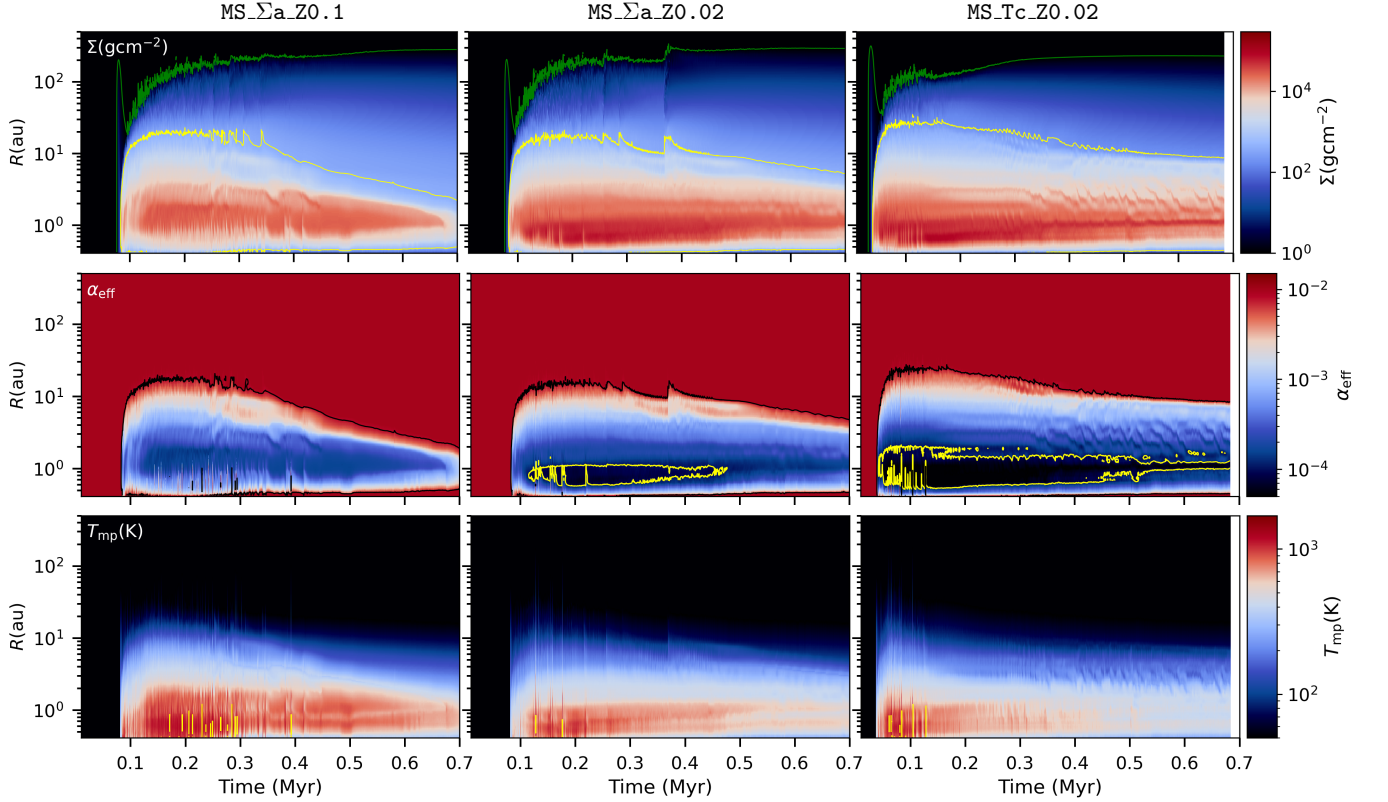 MS_Σa_Z0.1 MS_Σa_Z0.02 MS_Tc_Z0.02
Σ(gcm⁻²)
R(au)
10²
10¹
10⁰
Σ(gcm⁻²)
10⁴
10²
10⁰
α_eff
R(au)
10²
10¹
10⁰
α_eff
10⁻²
10⁻³
10⁻⁴
T_mp(K)
R(au)
10²
10¹
10⁰
T_mp(K)
10³
10²
0.1 0.2 0.3 0.4 0.5 0.6 0.7 0.1 0.2 0.3 0.4 0.5 0.6 0.7 0.1 0.2 0.3 0.4 0.5 0.6 0.7
Time (Myr) Time (Myr) Time (Myr)